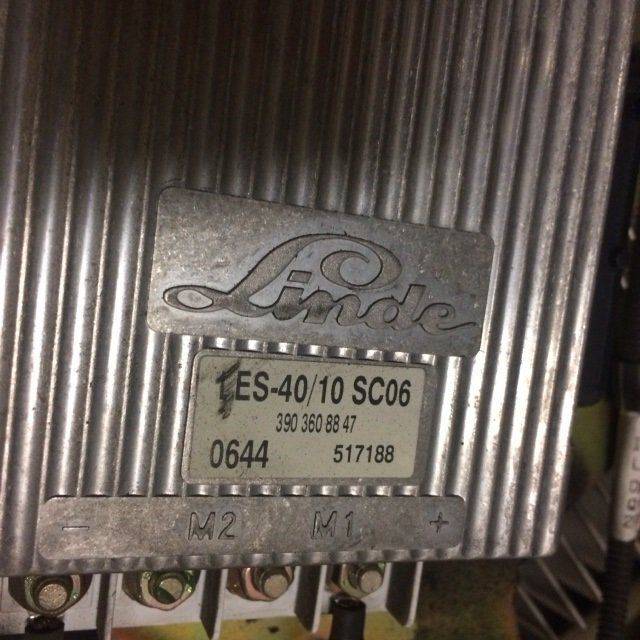 Linde
ES-40/10 SC06
390 360 88 47
0644 517188
− M2 M1 +